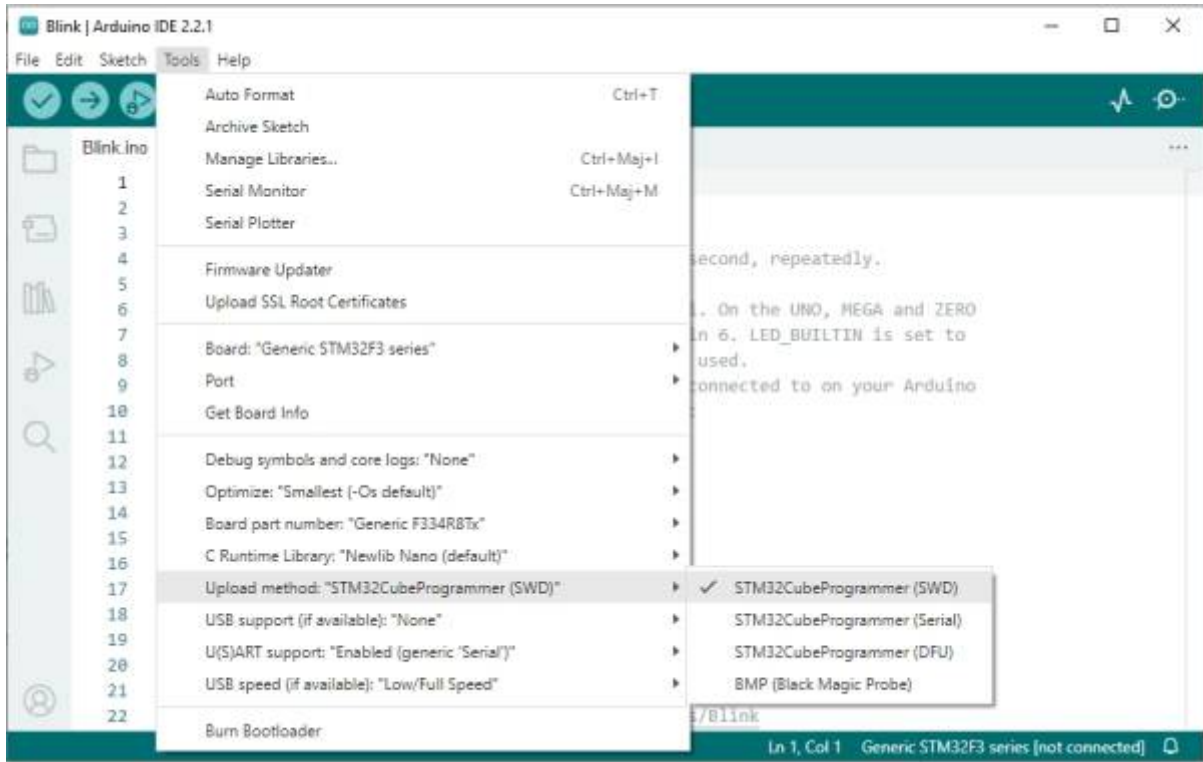 Blink | Arduino IDE 2.2.1
File Edit Sketch Tools Help
Blink.ino
Auto Format Ctrl+T
Archive Sketch
Manage Libraries... Ctrl+Maj+I
Serial Monitor Ctrl+Maj+M
Serial Plotter
Firmware Updater
Upload SSL Root Certificates
Board: "Generic STM32F3 series"
Port
Get Board Info
Debug symbols and core logs: "None"
Optimize: "Smallest (-Os default)"
Board part number: "Generic F334R8Tx"
C Runtime Library: "Newlib Nano (default)"
Upload method: "STM32CubeProgrammer (SWD)"
USB support (if available): "None"
U(S)ART support: "Enabled (generic 'Serial')"
USB speed (if available): "Low/Full Speed"
Burn Bootloader
STM32CubeProgrammer (SWD)
STM32CubeProgrammer (Serial)
STM32CubeProgrammer (DFU)
BMP (Black Magic Probe)
1
2
3
4
5
6
7
8
9
10
11
12
13
14
15
16
17
18
19
20
21
22
second, repeatedly.
l. On the UNO, MEGA and ZERO
in 6. LED_BUILTIN is set to
used.
connected to on your Arduino
s/Blink
Ln 1, Col 1 Generic STM32F3 series [not connected]